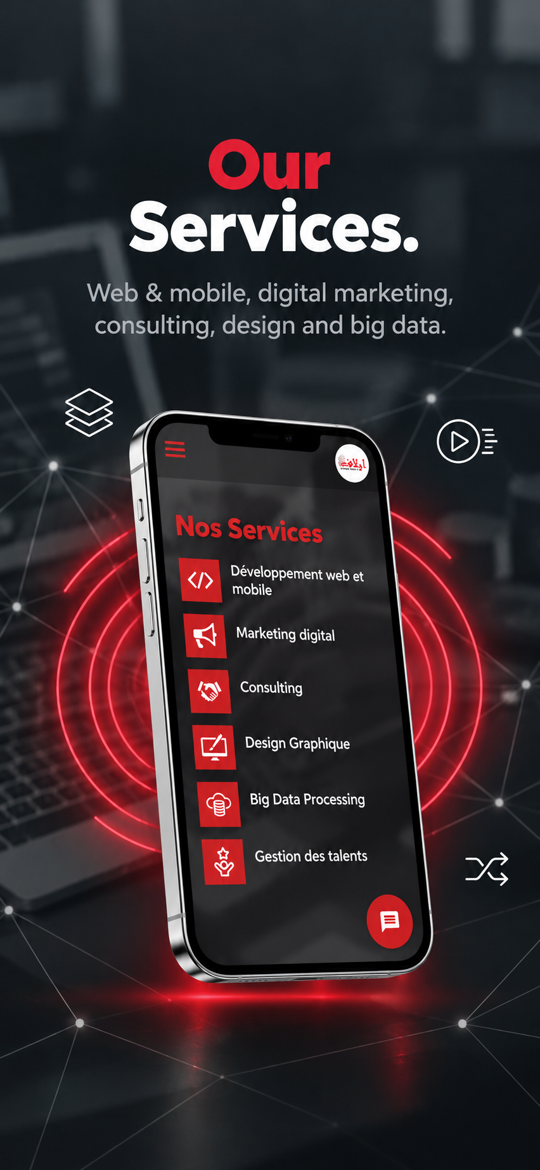 Our
Services.
Web & mobile, digital marketing,
consulting, design and big data.
إيلاف
Nos Services
Développement web et
mobile
Marketing digital
Consulting
Design Graphique
Big Data Processing
Gestion des talents